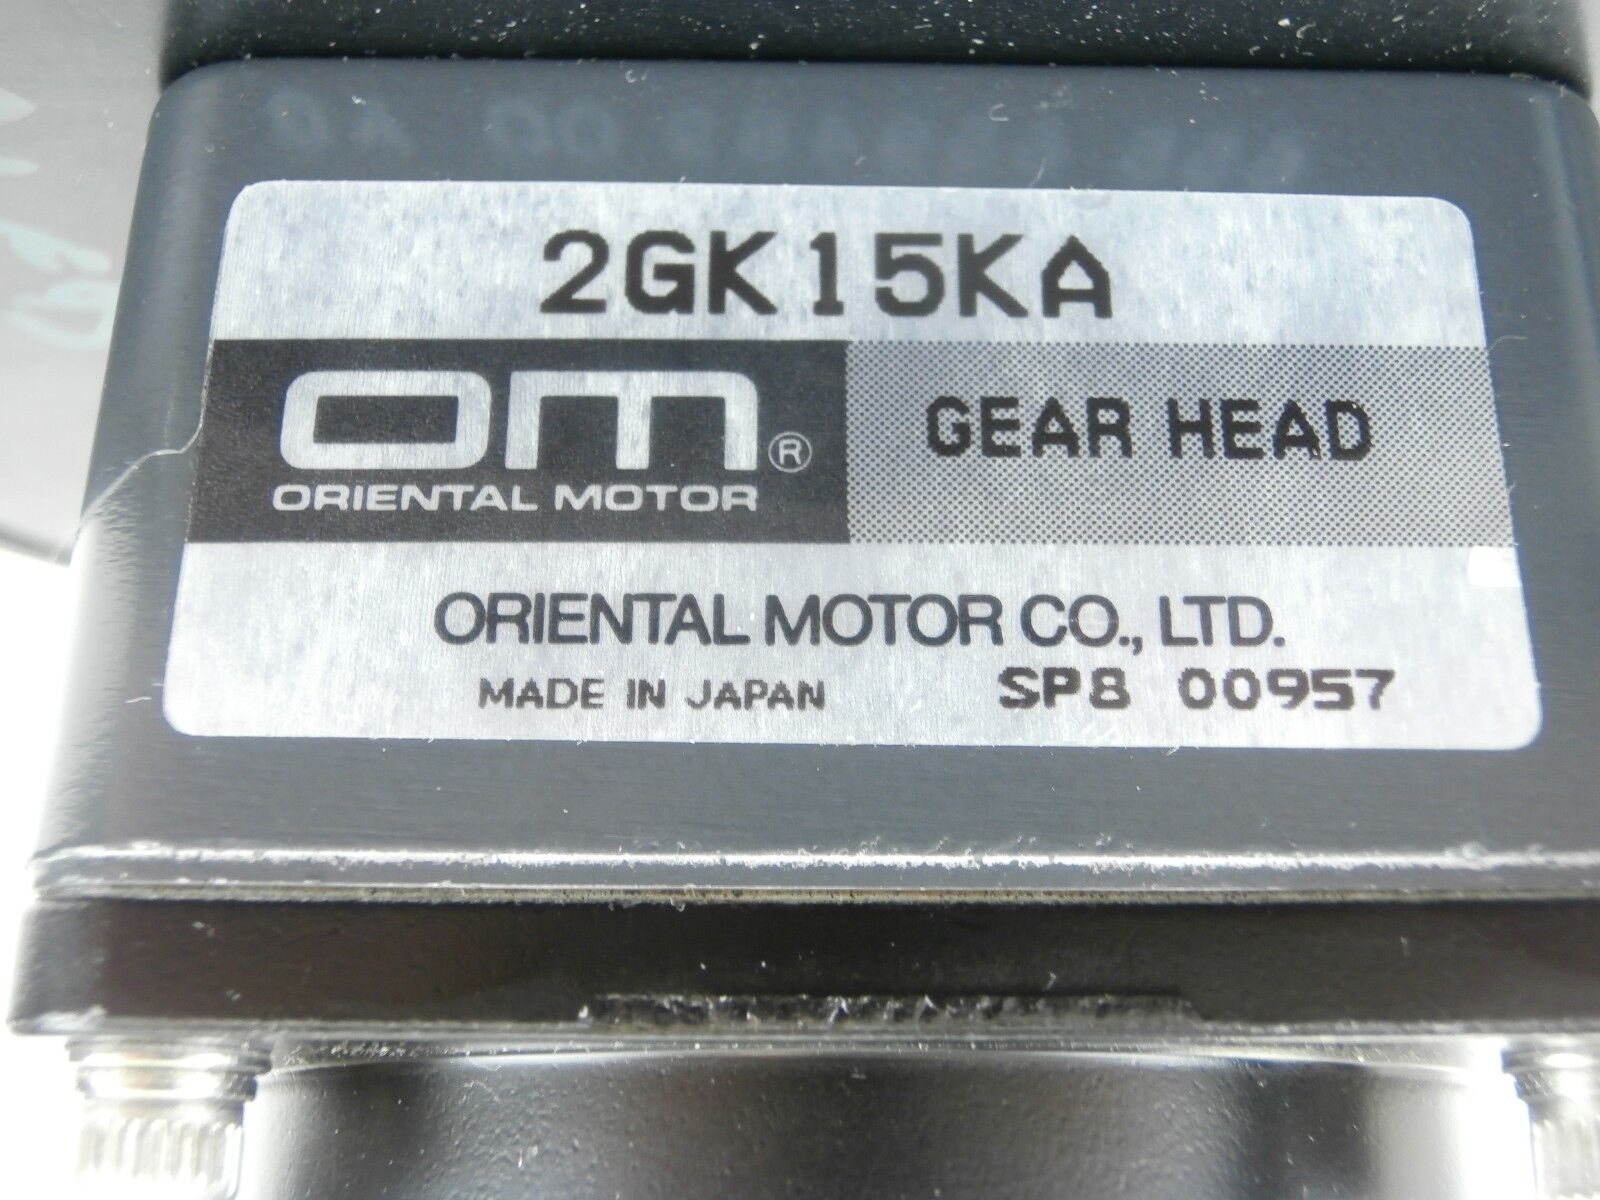 2GK15KA
om®
ORIENTAL MOTOR
GEAR HEAD
ORIENTAL MOTOR CO., LTD.
MADE IN JAPAN SP8 00957